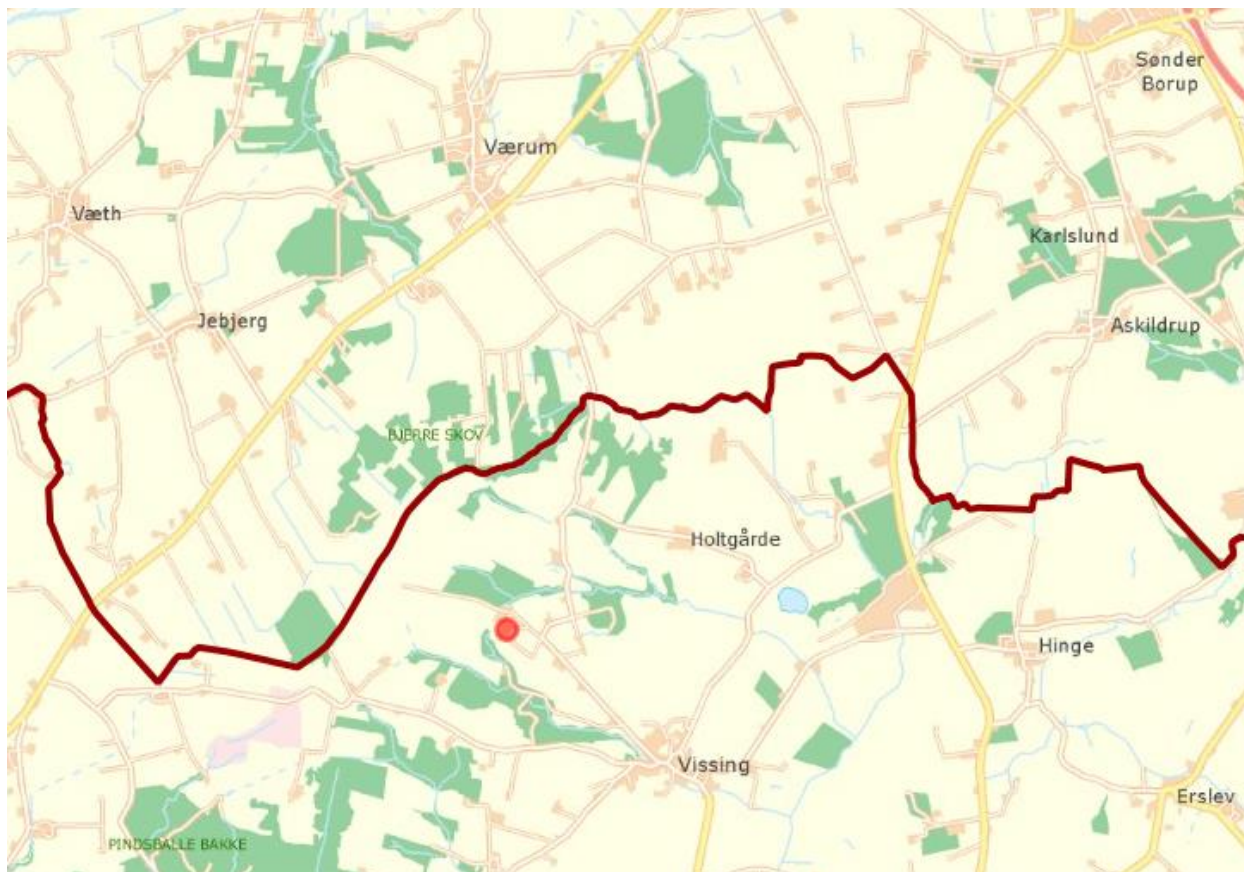 Sønder
Borup
Værum
Væth
Karlslund
Jebjerg
Askildrup
BJERRE SKOV
Holtgårde
Hinge
Vissing
Erslev
PINDSBALLE BAKKE